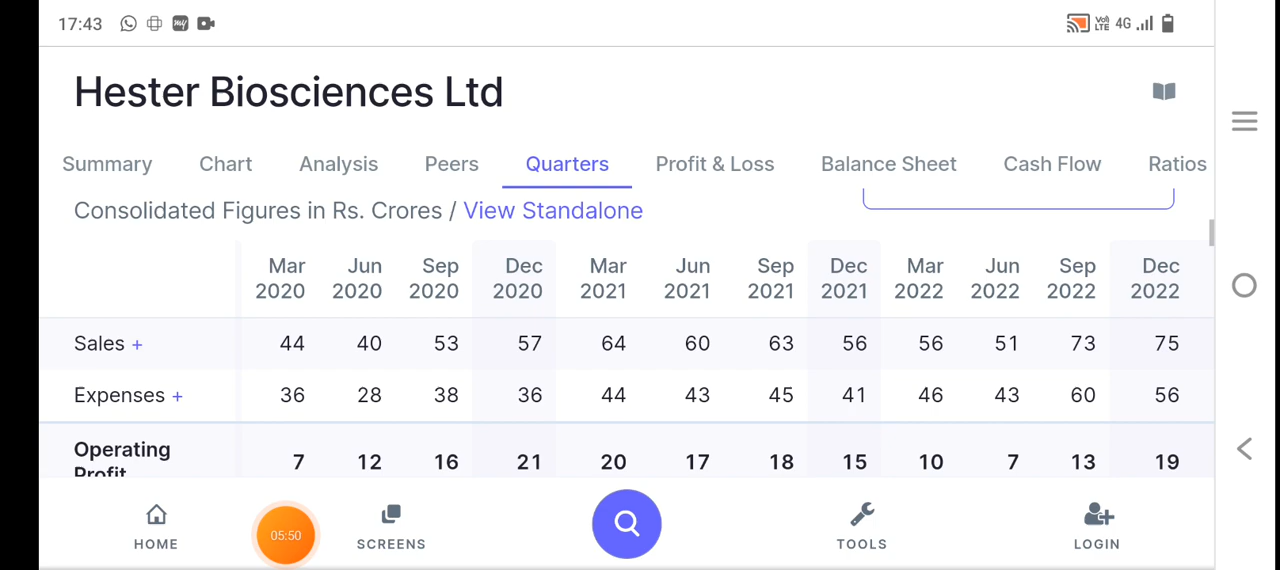 17:43 my Vo) LTE 4G
Hester Biosciences Ltd
Summary Chart Analysis Peers Quarters Profit & Loss Balance Sheet Cash Flow Ratios
Consolidated Figures in Rs. Crores / View Standalone
Mar Jun Sep Dec Mar Jun Sep Dec Mar Jun Sep Dec
2020 2020 2020 2020 2021 2021 2021 2021 2022 2022 2022 2022
Sales + 44 40 53 57 64 60 63 56 56 51 73 75
Expenses + 36 28 38 36 44 43 45 41 46 43 60 56
Operating
Profit 7 12 16 21 20 17 18 15 10 7 13 19
05:50
HOME SCREENS TOOLS LOGIN